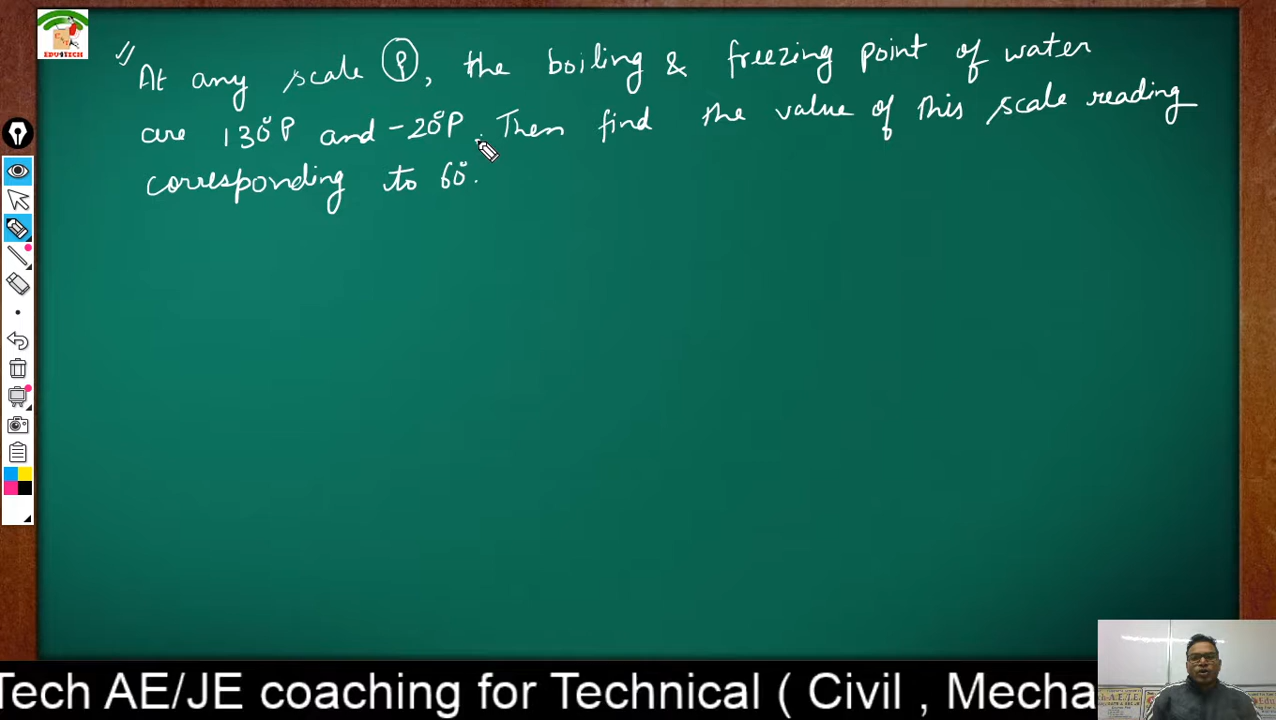 EDU4TECH
At any scale P, the boiling & freezing point of water
are 130°P and -20°P. Then find the value of this scale reading
corresponding to 60°.
Tech AE/JE coaching for Technical ( Civil , Mecha